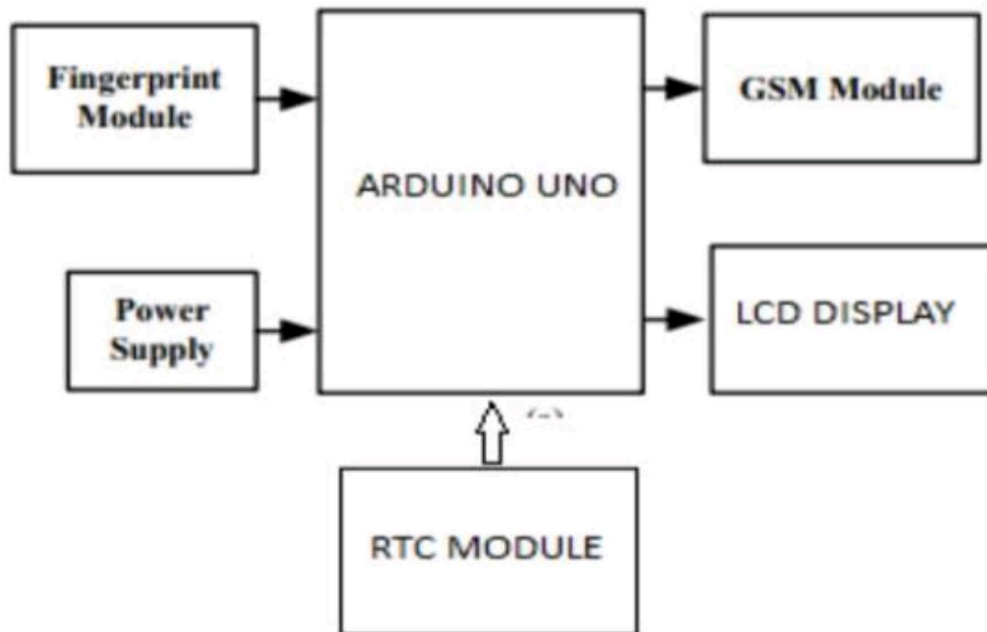 Fingerprint
Module
GSM Module
ARDUINO UNO
Power
Supply
LCD DISPLAY
RTC MODULE